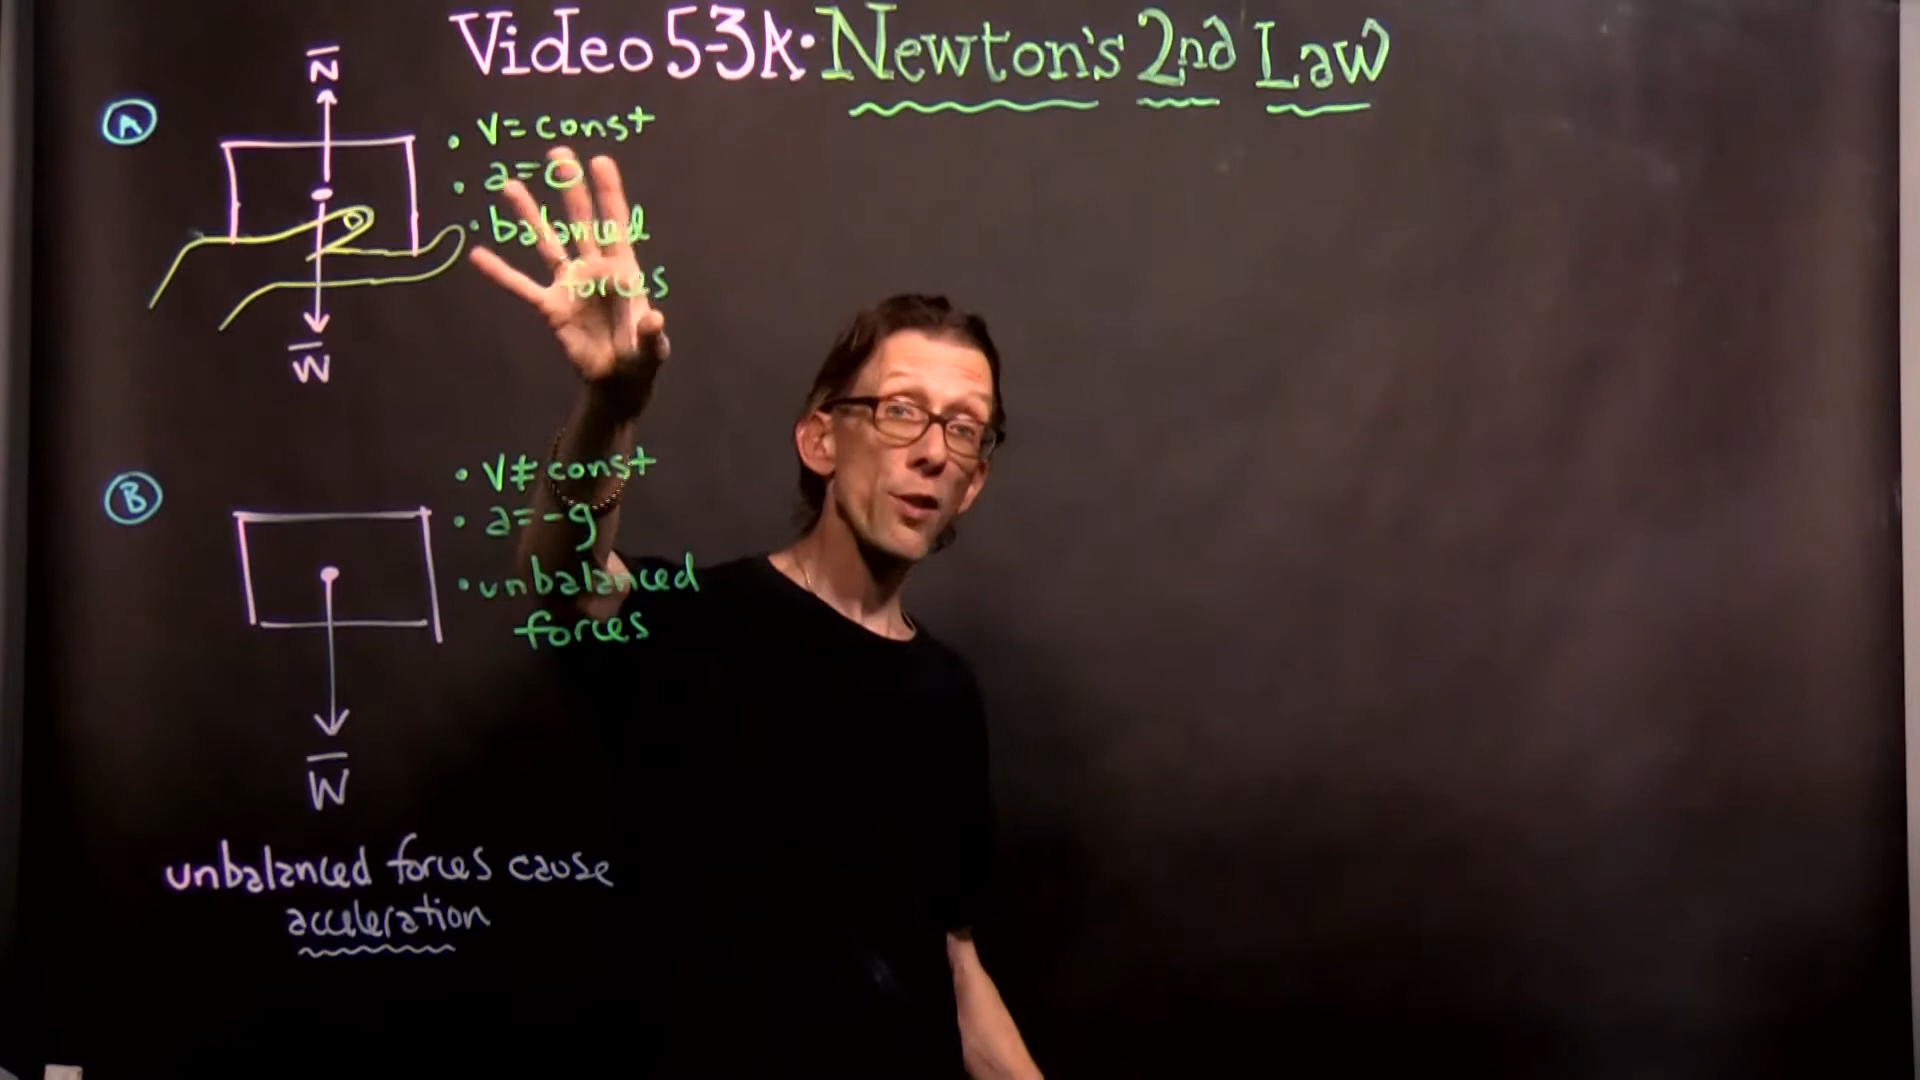 Video 5-3A: Newton's 2nd Law
A
N̅
• v = const
• a = 0
• balanced
forces
W̅
B
• v ≠ const
• a = -g
• unbalanced
forces
W̅
unbalanced forces cause
acceleration